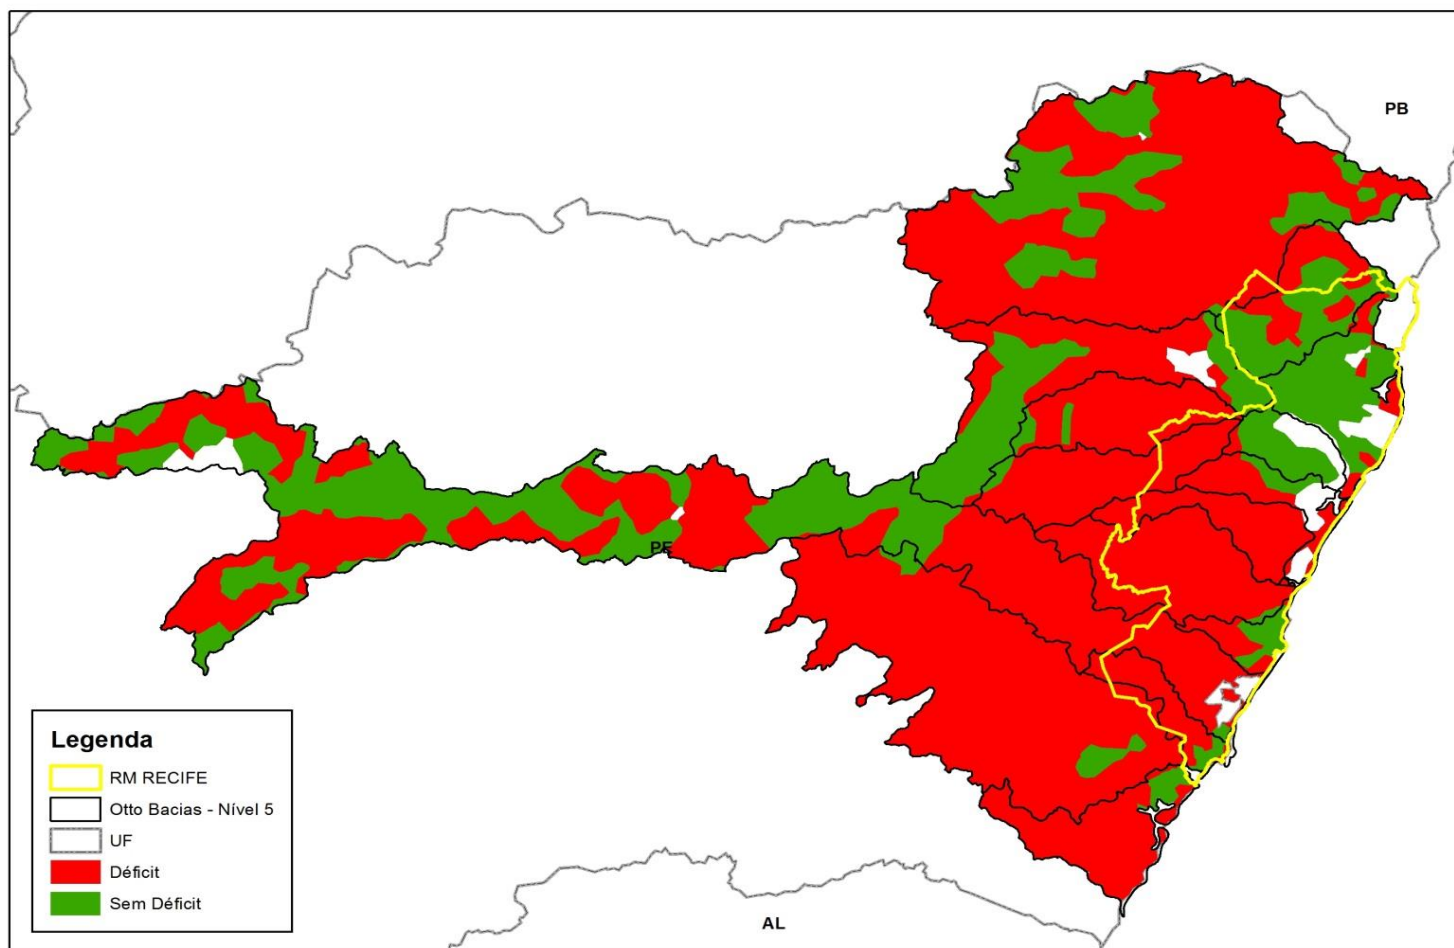 PB
PE
Legenda
RM RECIFE
Otto Bacias - Nível 5
UF
Déficit
Sem Déficit
AL